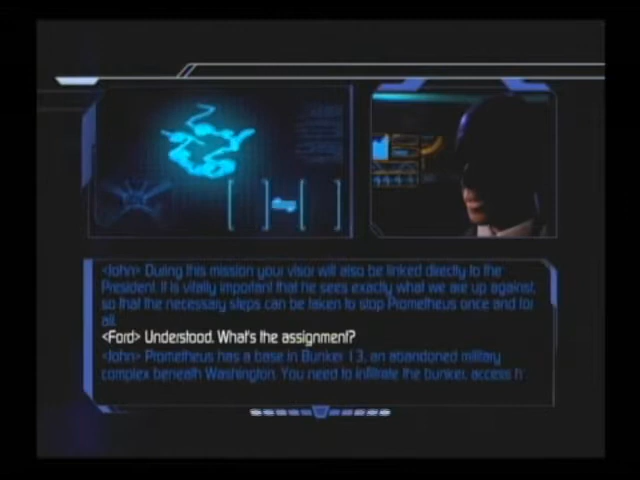 <John> During this mission your visor will also be linked directly to the
President. It is vitally important that he sees exactly what we are up against,
so that the necessary steps can be taken to stop Prometheus once and for
all.
<Ford> Understood. What's the assignment?
<John> Prometheus has a base in Bunker 13, an abandoned military
complex beneath Washington. You need to infiltrate the bunker, access h